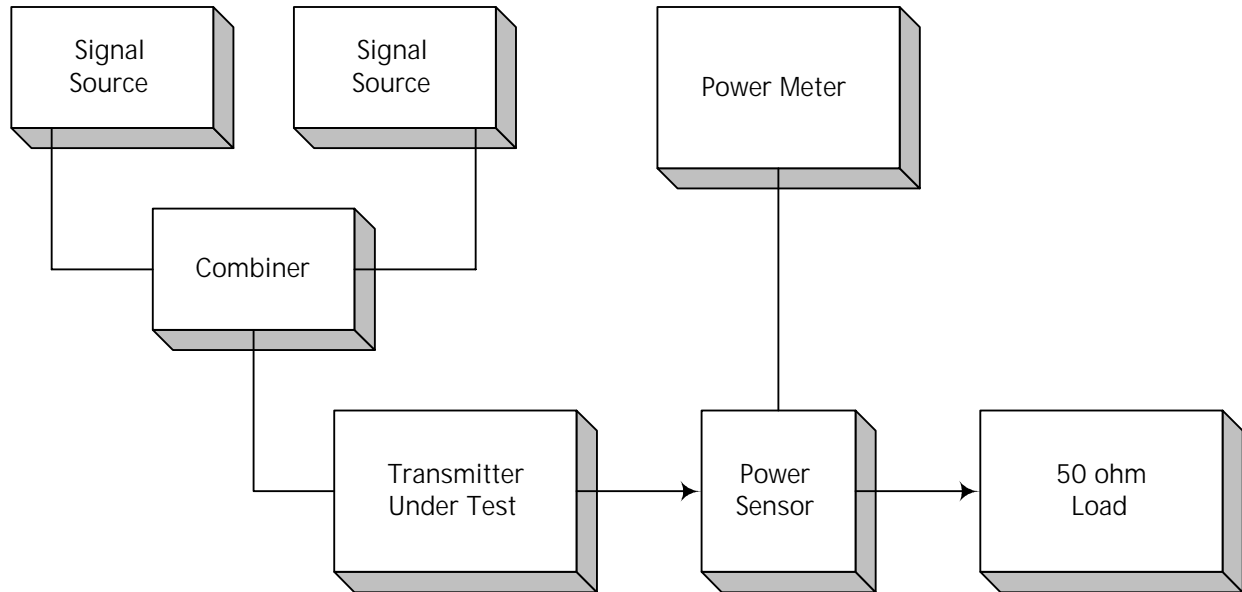 Signal
Source
Signal
Source
Power Meter
Combiner
Transmitter
Under Test
Power
Sensor
50 ohm
Load